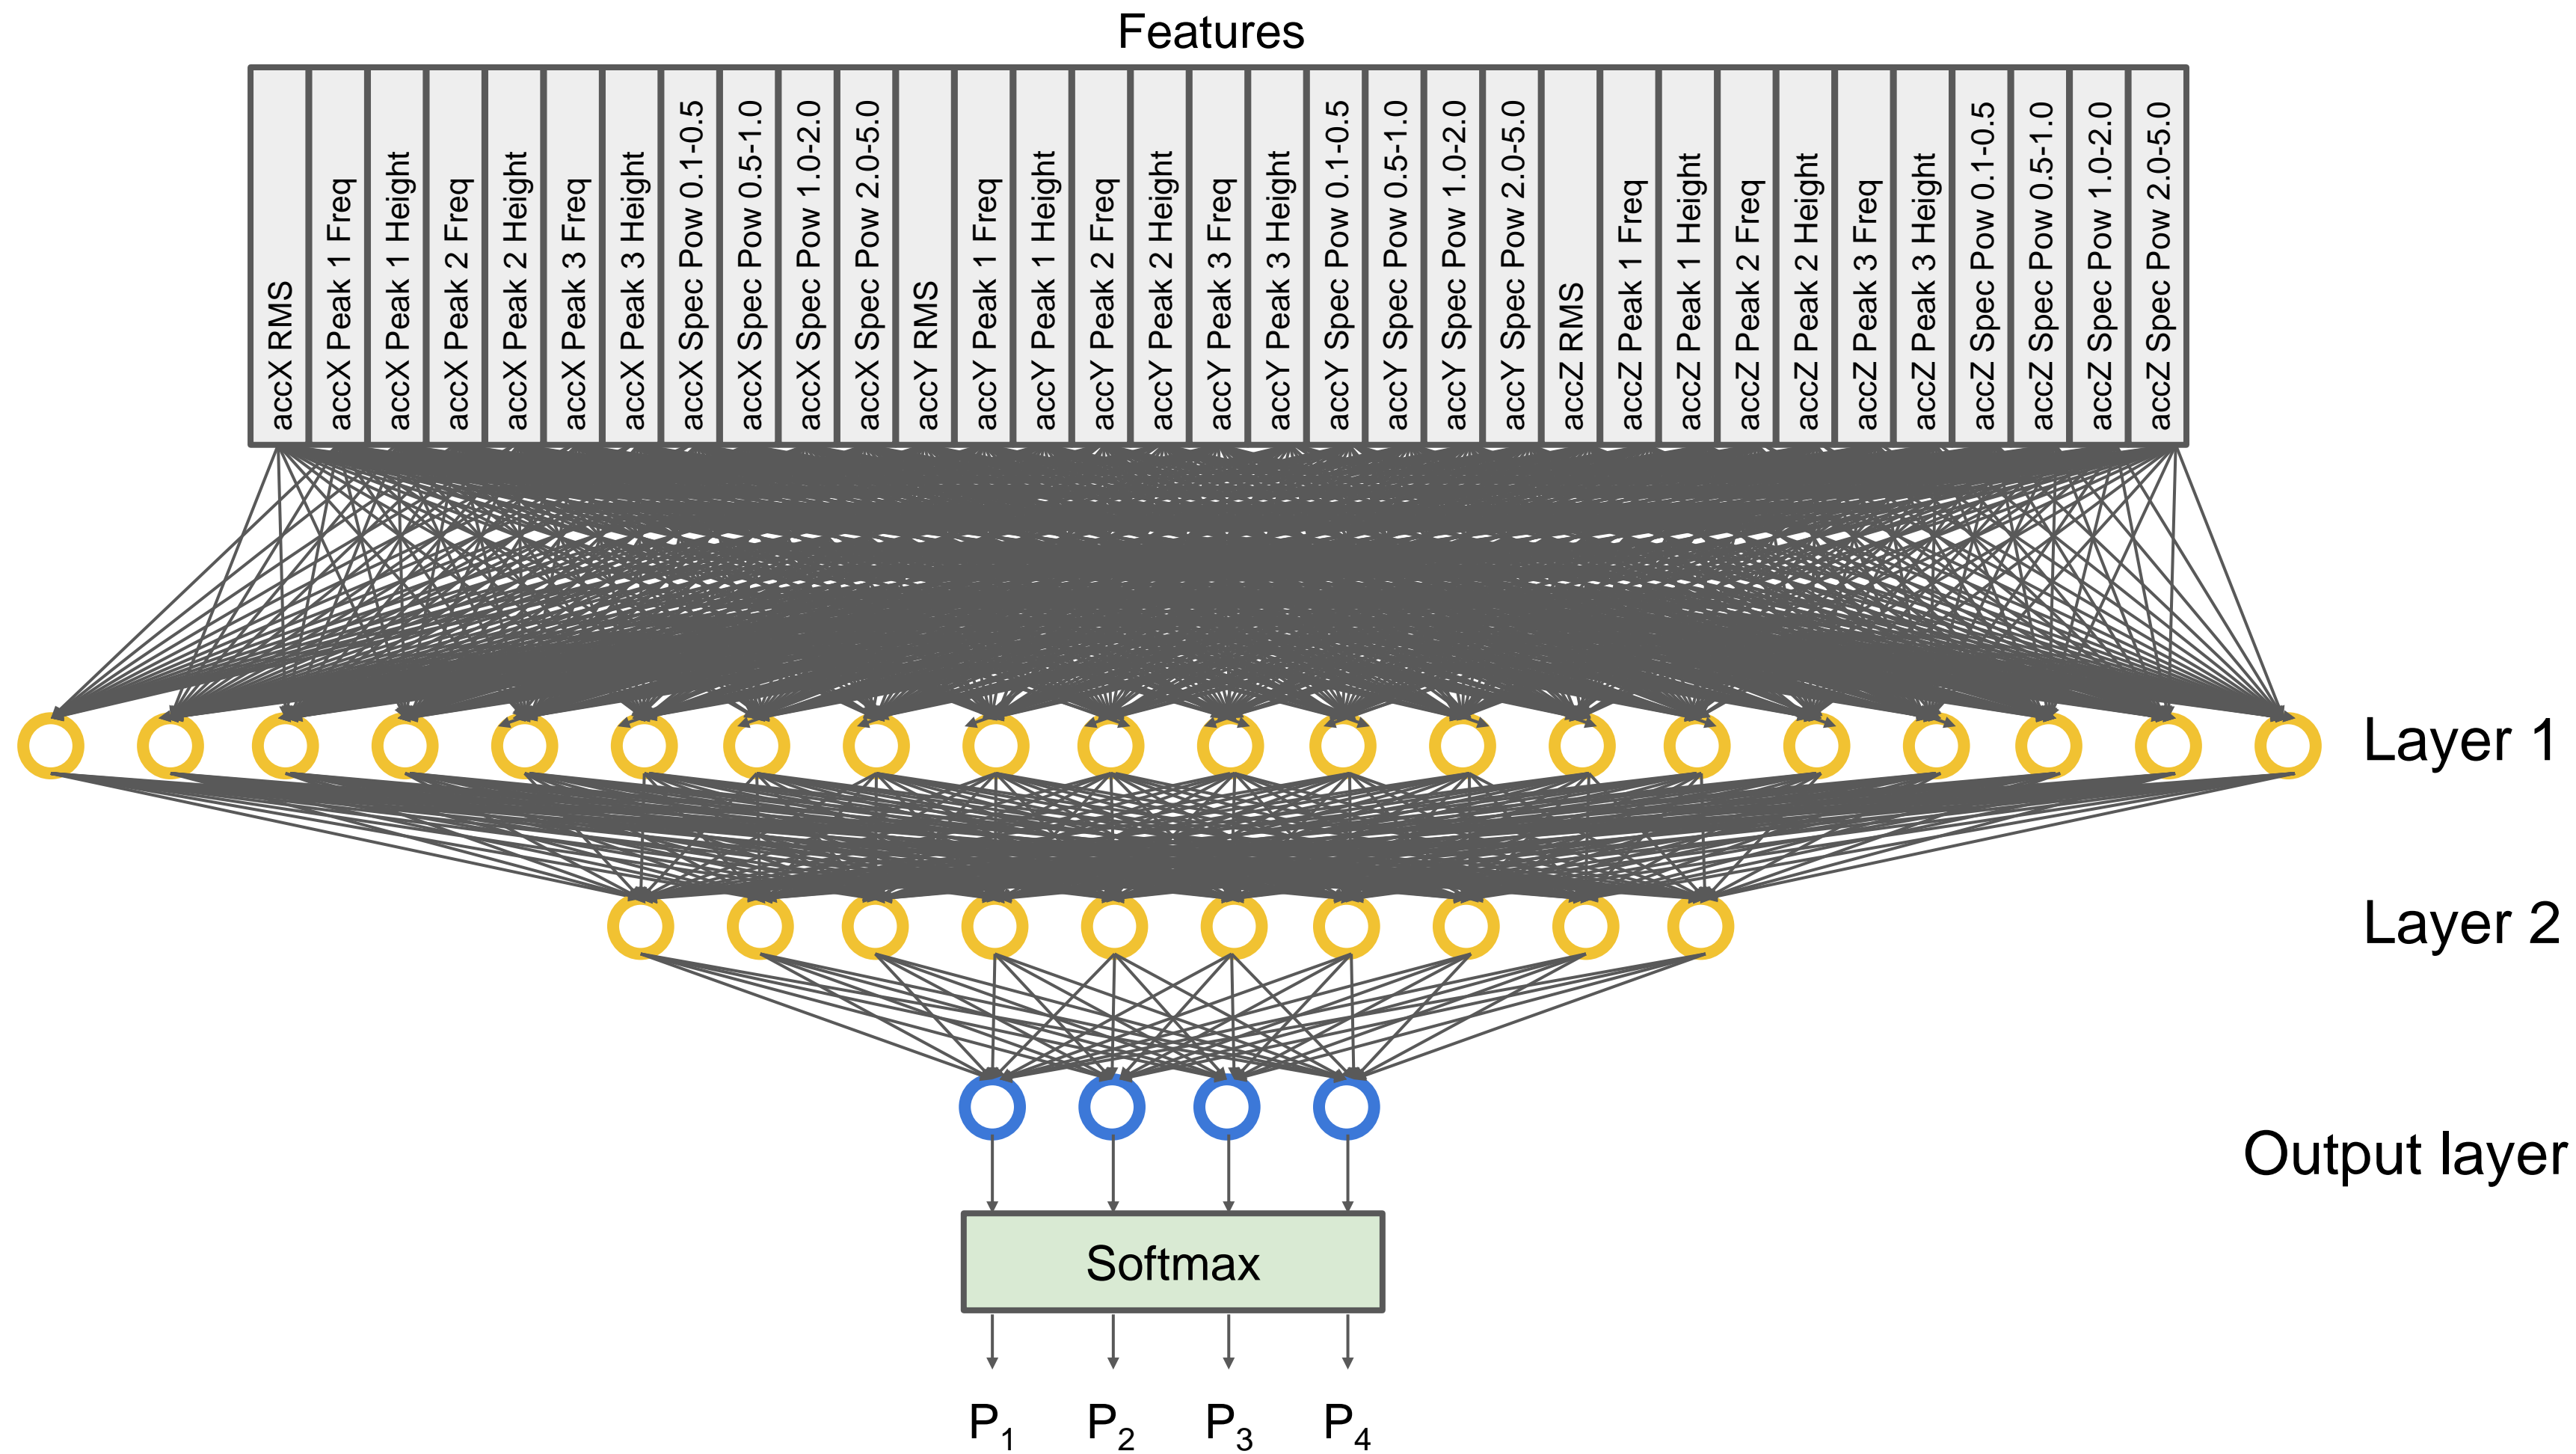 Features
accX RMS
accX Peak 1 Freq
accX Peak 1 Height
accX Peak 2 Freq
accX Peak 2 Height
accX Peak 3 Freq
accX Peak 3 Height
accX Spec Pow 0.1-0.5
accX Spec Pow 0.5-1.0
accX Spec Pow 1.0-2.0
accX Spec Pow 2.0-5.0
accY RMS
accY Peak 1 Freq
accY Peak 1 Height
accY Peak 2 Freq
accY Peak 2 Height
accY Peak 3 Freq
accY Peak 3 Height
accY Spec Pow 0.1-0.5
accY Spec Pow 0.5-1.0
accY Spec Pow 1.0-2.0
accY Spec Pow 2.0-5.0
accZ RMS
accZ Peak 1 Freq
accZ Peak 1 Height
accZ Peak 2 Freq
accZ Peak 2 Height
accZ Peak 3 Freq
accZ Peak 3 Height
accZ Spec Pow 0.1-0.5
accZ Spec Pow 0.5-1.0
accZ Spec Pow 1.0-2.0
accZ Spec Pow 2.0-5.0
Layer 1
Layer 2
Output layer
Softmax
P1 P2 P3 P4